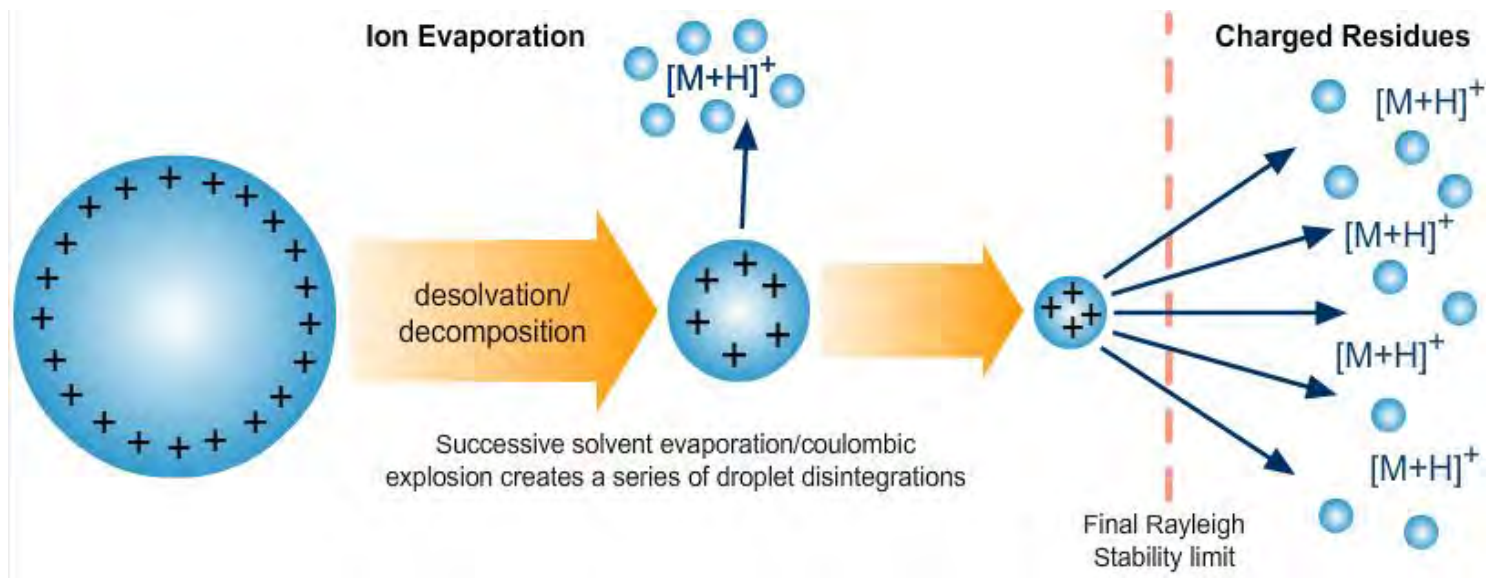 Ion Evaporation
[M+H]+
Charged Residues
[M+H]+
[M+H]+
[M+H]+
[M+H]+
+ + + + + + + + + + + + + + + + + + + + + + +
desolvation/
decomposition
+ + + + + +
+ + + +
Successive solvent evaporation/coulombic
explosion creates a series of droplet disintegrations
Final Rayleigh
Stability limit